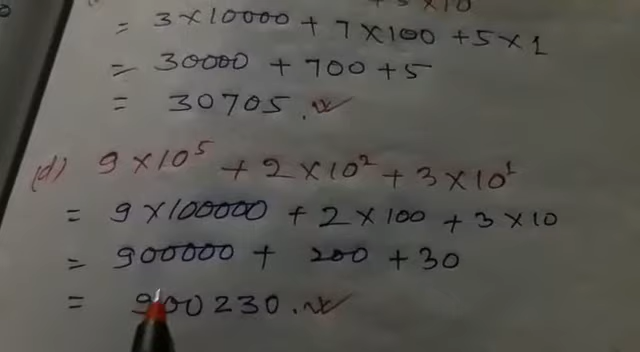 × 10
= 3 × 10000 + 7 × 100 + 5 × 1
= 30000 + 700 + 5
= 30705.
(d) 9 × 10⁵ + 2 × 10² + 3 × 10¹
= 9 × 100000 + 2 × 100 + 3 × 10
= 900000 + 200 + 30
= 900230.